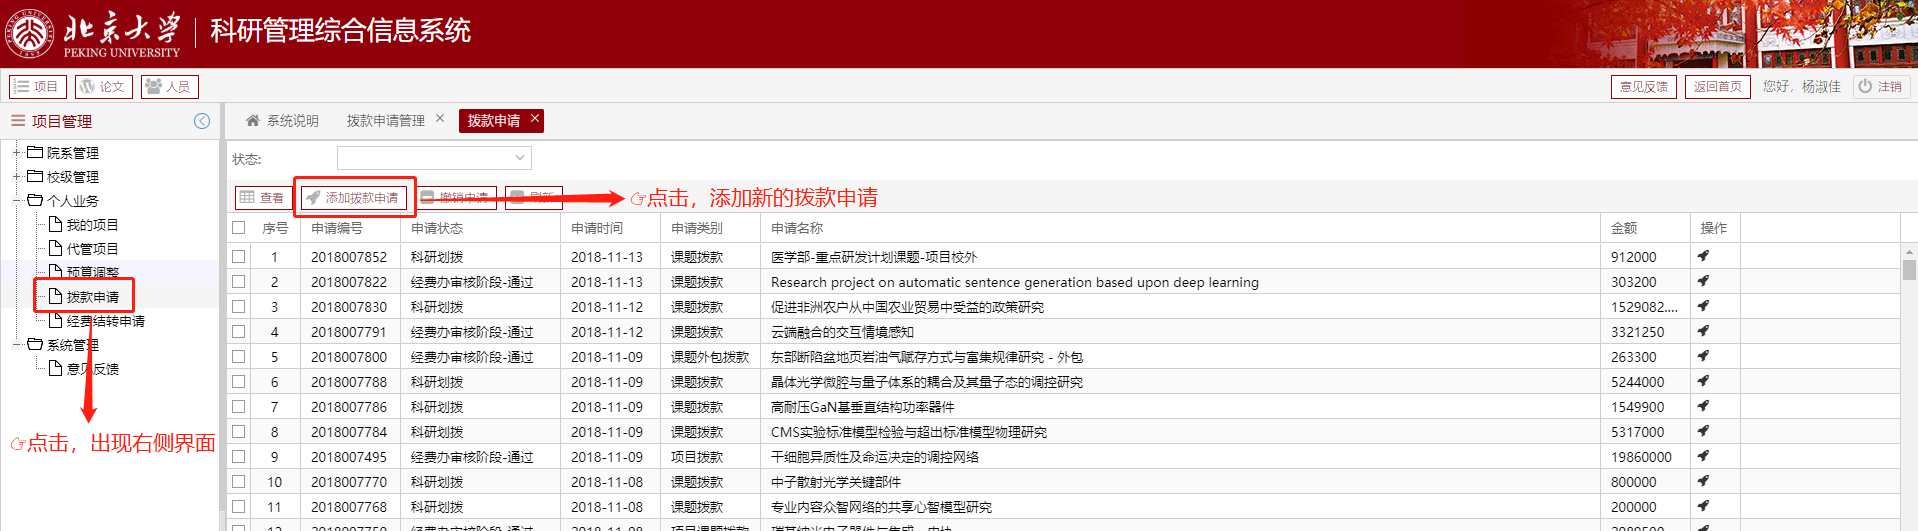 北京大学 科研管理综合信息系统
PEKING UNIVERSITY
项目 论文 人员 意见反馈 返回首页 您好，杨淑佳 注销
项目管理 系统说明 拨款申请管理 拨款申请
院系管理
校级管理
个人业务
我的项目
代管项目
预算调整
拨款申请
经费结转申请
系统管理
意见反馈
☞点击，出现右侧界面
状态:
查看 添加拨款申请 撤销申请 刷新 ☞点击，添加新的拨款申请
序号 申请编号 申请状态 申请时间 申请类别 申请名称 金额 操作
1 2018007852 科研划拨 2018-11-13 课题拨款 医学部-重点研发计划课题-项目校外 912000
2 2018007822 经费办审核阶段-通过 2018-11-13 课题拨款 Research project on automatic sentence generation based upon deep learning 303200
3 2018007830 科研划拨 2018-11-12 课题拨款 促进非洲农户从中国农业贸易中受益的政策研究 1529082....
4 2018007791 经费办审核阶段-通过 2018-11-12 课题拨款 云端融合的交互情境感知 3321250
5 2018007800 经费办审核阶段-通过 2018-11-09 课题外包拨款 东部断陷盆地页岩油气赋存方式与富集规律研究 - 外包 263300
6 2018007788 科研划拨 2018-11-09 课题拨款 晶体光学微腔与量子体系的耦合及其量子态的调控研究 5244000
7 2018007786 科研划拨 2018-11-09 课题拨款 高耐压GaN基垂直结构功率器件 1549900
8 2018007784 科研划拨 2018-11-09 课题拨款 CMS实验标准模型检验与超出标准模型物理研究 5317000
9 2018007495 经费办审核阶段-通过 2018-11-09 项目拨款 干细胞异质性及命运决定的调控网络 19860000
10 2018007770 科研划拨 2018-11-08 课题拨款 中子散射光学关键部件 800000
11 2018007768 科研划拨 2018-11-08 课题拨款 专业内容众智网络的共享心智模型研究 200000